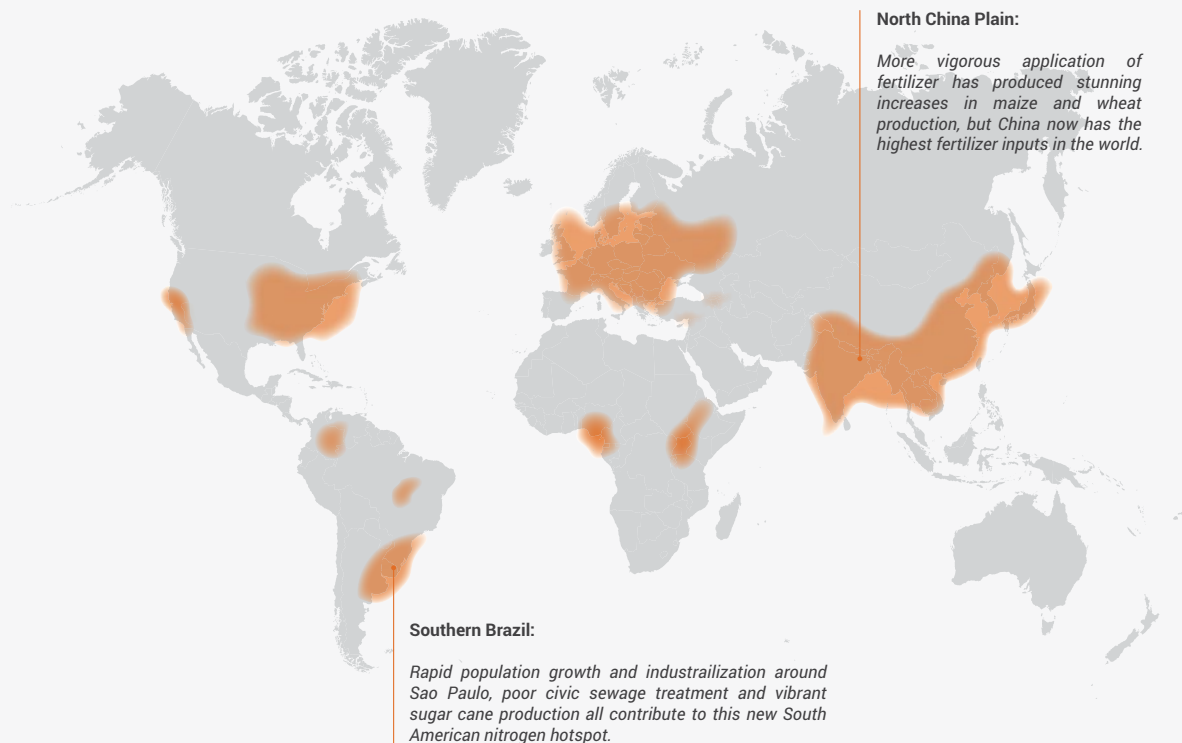 North China Plain:
More vigorous application of
fertilizer has produced stunning
increases in maize and wheat
production, but China now has the
highest fertilizer inputs in the world.
Southern Brazil:
Rapid population growth and industrailization around
Sao Paulo, poor civic sewage treatment and vibrant
sugar cane production all contribute to this new South
American nitrogen hotspot.